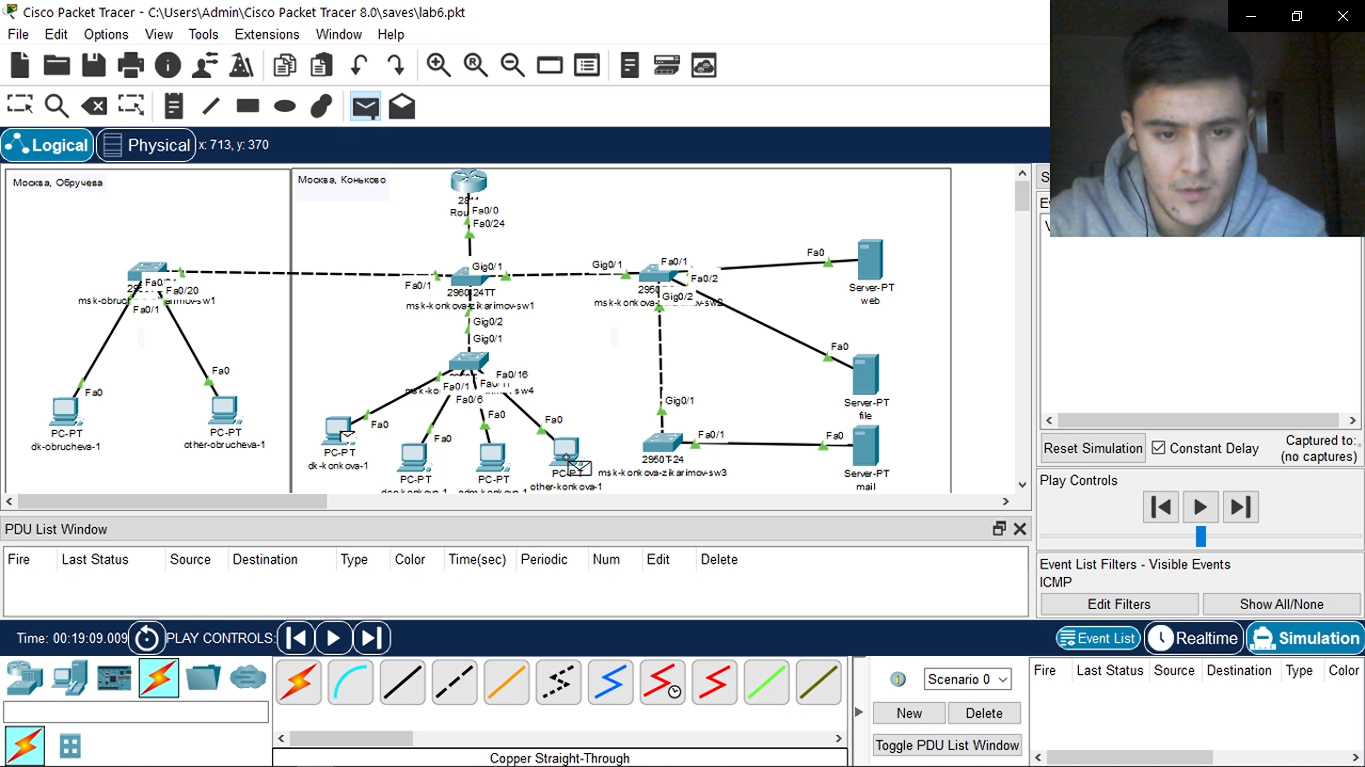 Cisco Packet Tracer - C:\Users\Admin\Cisco Packet Tracer 8.0\saves\lab6.pkt
File Edit Options View Tools Extensions Window Help
Logical Physical x: 713, y: 370
Москва, Обручева
Москва, Коньково
Fa0/0
Fa0/24
Gig0/1
Fa0/1
Gig0/1
Fa0/1
Fa0/2
Fa0
Server-PT
web
Fa0/20
Fa0/1
2960-24TT
msk-konkova-zikarimov-sw1
Gig0/2
Gig0/2
Gig0/1
Fa0
Fa0
PC-PT
dk-obrucheva-1
PC-PT
other-obrucheva-1
Fa0/16
Fa0/1
Fa0/6
sw4
Fa0
Fa0
Fa0
Fa0
PC-PT
dk-konkova-1
PC-PT
PC-PT
other-konkova-1
Gig0/1
Fa0/1
2950T-24
msk-konkova-zikarimov-sw3
Fa0
Server-PT
file
Fa0
Server-PT
mail
Reset Simulation Constant Delay Captured to:
(no captures)
Play Controls
Event List Filters - Visible Events
ICMP
Edit Filters Show All/None
PDU List Window
Fire Last Status Source Destination Type Color Time(sec) Periodic Num Edit Delete
Time: 00:19:09.009 PLAY CONTROLS: Event List Realtime Simulation
Scenario 0
New Delete
Toggle PDU List Window
Fire Last Status Source Destination Type Color
Copper Straight-Through